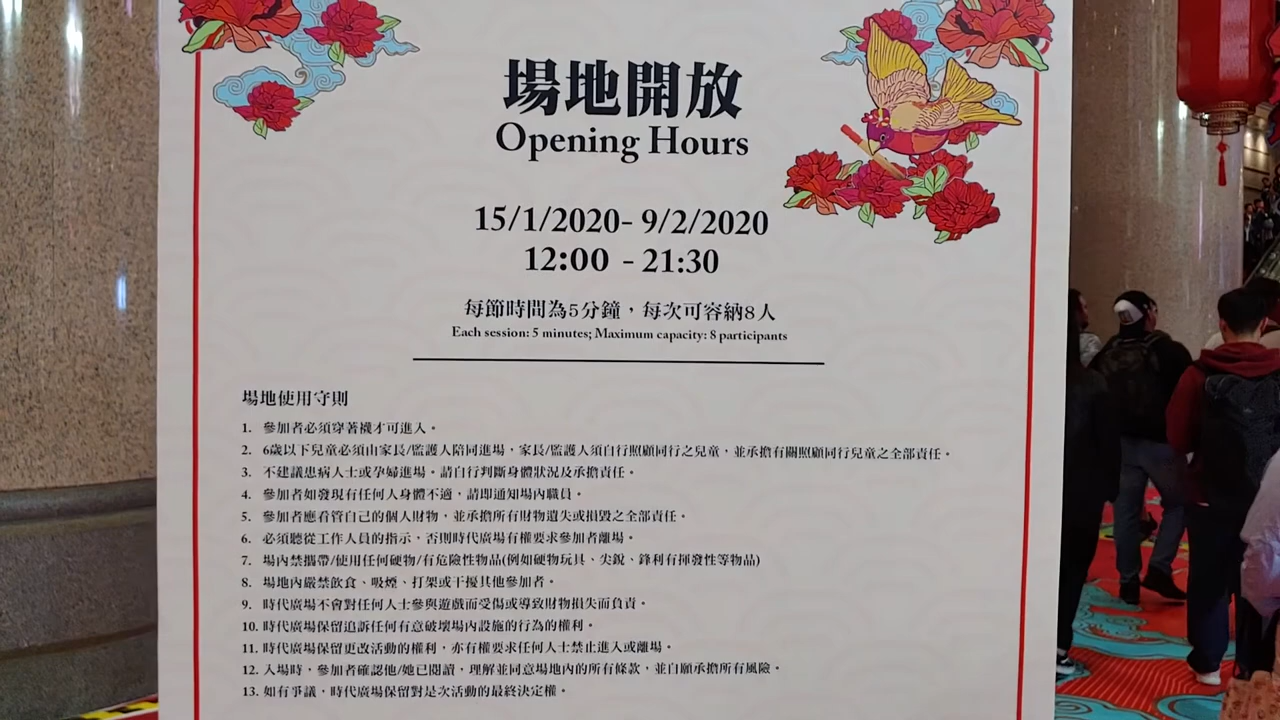 場地開放
Opening Hours
15/1/2020- 9/2/2020
12:00 - 21:30
每節時間為5分鐘，每次可容納8人
Each session: 5 minutes; Maximum capacity: 8 participants
場地使用守則
1. 參加者必須穿著襪才可進入。
2. 6歲以下兒童必須由家長/監護人陪同進場，家長/監護人須自行照顧同行之兒童，並承擔有關照顧同行兒童之全部責任。
3. 不建議患病人士或孕婦進場。請自行判斷身體狀況及承擔責任。
4. 參加者如發現有任何人身體不適，請即通知場內職員。
5. 參加者應看管自己的個人財物，並承擔所有財物遺失或損毀之全部責任。
6. 必須聽從工作人員的指示，否則時代廣場有權要求參加者離場。
7. 場內禁攜帶/使用任何硬物/有危險性物品(例如硬物玩具、尖銳、鋒利有揮發性等物品)
8. 場地內嚴禁飲食、吸煙、打架或干擾其他參加者。
9. 時代廣場不會對任何人士參與遊戲而受傷或導致財物損失而負責。
10. 時代廣場保留追訴任何有意破壞場內設施的行為的權利。
11. 時代廣場保留更改活動的權利，亦有權要求任何人士禁止進入或離場。
12. 入場時，參加者確認他/她已閱讀，理解並同意場地內的所有條款，並自願承擔所有風險。
13. 如有爭議，時代廣場保留對是次活動的最終決定權。